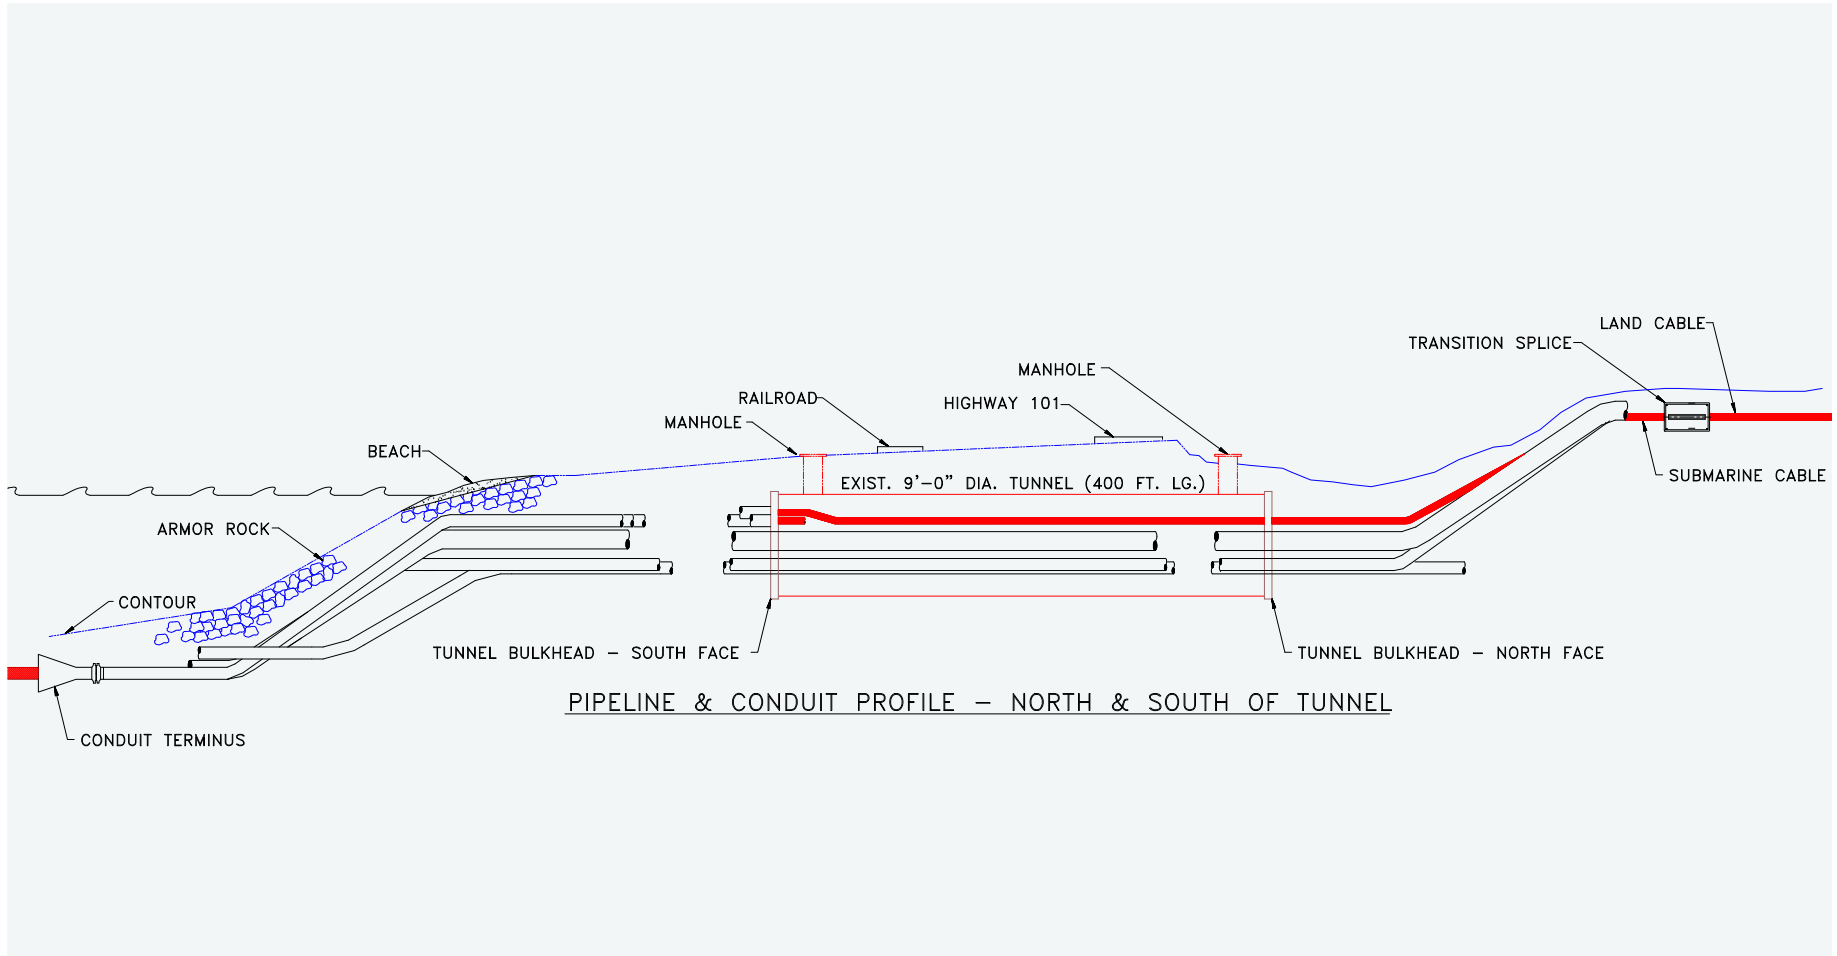 LAND CABLE
TRANSITION SPLICE
MANHOLE
RAILROAD
HIGHWAY 101
MANHOLE
BEACH
SUBMARINE CABLE
EXIST. 9'-0" DIA. TUNNEL (400 FT. LG.)
ARMOR ROCK
CONTOUR
TUNNEL BULKHEAD - SOUTH FACE
TUNNEL BULKHEAD - NORTH FACE
PIPELINE & CONDUIT PROFILE - NORTH & SOUTH OF TUNNEL
CONDUIT TERMINUS